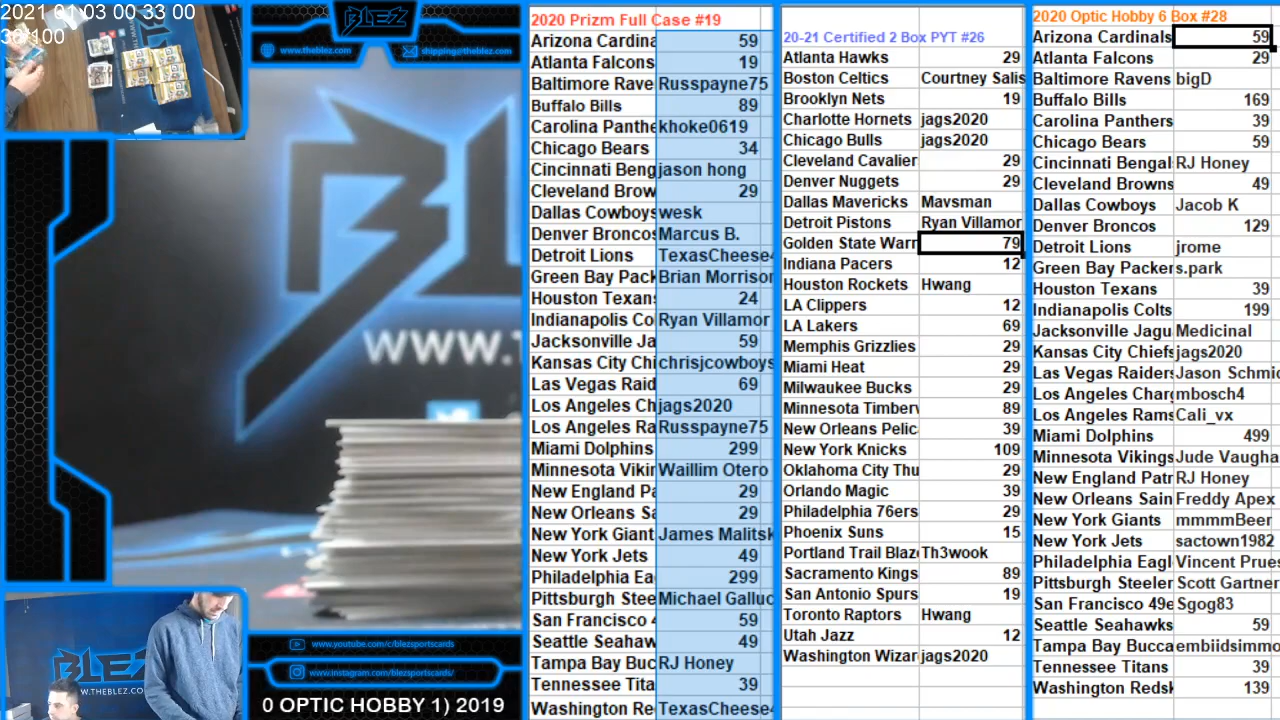 2021 01 03 00 33 00
30/100
BLEZ
www.theblez.com
shipping@theblez.com
WWW.T
BLEZ
WWW.THEBLEZ.CO
www.youtube.com/c/blezsportscards
www.instagram.com/blezsportscards/
0 OPTIC HOBBY 1) 2019
2020 Prizm Full Case #19
Arizona Cardina 59
Atlanta Falcons 19
Baltimore Rave Russpayne75
Buffalo Bills 89
Carolina Panthe khoke0619
Chicago Bears 34
Cincinnati Beng jason hong
Cleveland Brow 29
Dallas Cowboys wesk
Denver Broncos Marcus B.
Detroit Lions TexasCheese
Green Bay Pack Brian Morrison
Houston Texans 24
Indianapolis Co Ryan Villamor
Jacksonville Ja 59
Kansas City Chi chrisjcowboys
Las Vegas Raid 69
Los Angeles Ch jags2020
Los Angeles Ra Russpayne75
Miami Dolphins 299
Minnesota Vikin Waillim Otero
New England Pa 29
New Orleans Sa 29
New York Giant James Malitsk
New York Jets 49
Philadelphia Ea 299
Pittsburgh Stee Michael Galluc
San Francisco 4 59
Seattle Seahaw 49
Tampa Bay Buc RJ Honey
Tennessee Titan 39
Washington Re TexasCheese
20-21 Certified 2 Box PYT #26
Atlanta Hawks 29
Boston Celtics Courtney Salis
Brooklyn Nets 19
Charlotte Hornets jags2020
Chicago Bulls jags2020
Cleveland Cavalier 29
Denver Nuggets 29
Dallas Mavericks Mavsman
Detroit Pistons Ryan Villamor
Golden State Warr 79
Indiana Pacers 12
Houston Rockets Hwang
LA Clippers 12
LA Lakers 69
Memphis Grizzlies 29
Miami Heat 29
Milwaukee Bucks 29
Minnesota Timberv 89
New Orleans Pelic 39
New York Knicks 109
Oklahoma City Thu 29
Orlando Magic 39
Philadelphia 76ers 29
Phoenix Suns 15
Portland Trail Blaz Th3wook
Sacramento Kings 89
San Antonio Spurs 19
Toronto Raptors Hwang
Utah Jazz 12
Washington Wizar jags2020
2020 Optic Hobby 6 Box #28
Arizona Cardinals 59
Atlanta Falcons 29
Baltimore Ravens bigD
Buffalo Bills 169
Carolina Panthers 39
Chicago Bears 59
Cincinnati Bengal RJ Honey
Cleveland Browns 49
Dallas Cowboys Jacob K
Denver Broncos 129
Detroit Lions jrome
Green Bay Packer s.park
Houston Texans 39
Indianapolis Colts 199
Jacksonville Jagu Medicinal
Kansas City Chiefs jags2020
Las Vegas Raiders Jason Schmic
Los Angeles Char mbosch4
Los Angeles Rams Cali_vx
Miami Dolphins 499
Minnesota Vikings Jude Vaugha
New England Patr RJ Honey
New Orleans Sain Freddy Apex
New York Giants mmmmBeer
New York Jets sactown1982
Philadelphia Eagl Vincent Prues
Pittsburgh Steeler Scott Gartner
San Francisco 49e Sgog83
Seattle Seahawks 59
Tampa Bay Bucca embiidsimmo
Tennessee Titans 39
Washington Redsk 139